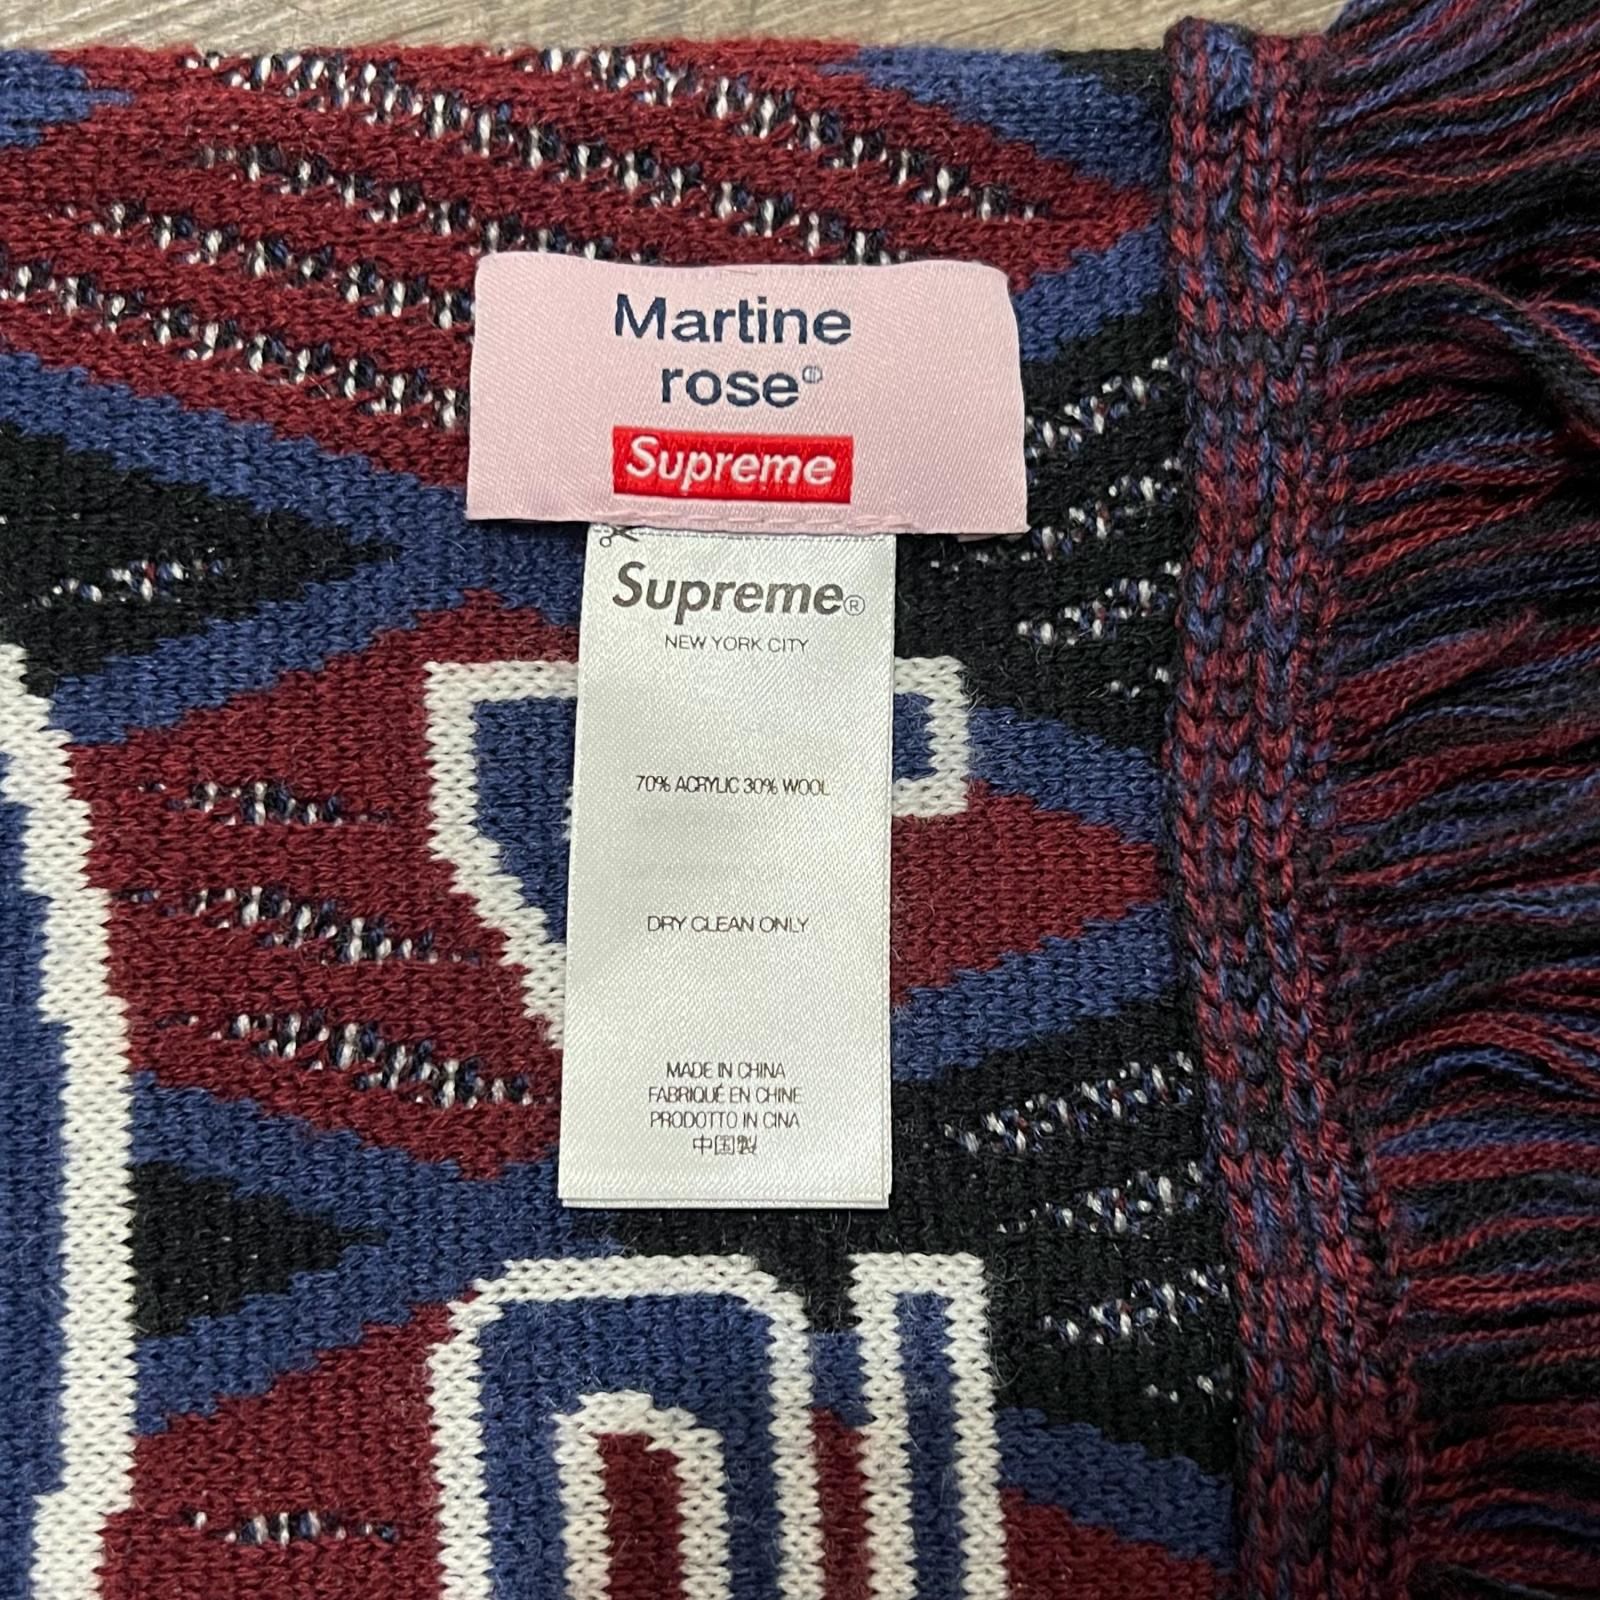 Martine
rose
Supreme
Supreme®
NEW YORK CITY
70% ACRYLIC 30% WOOL
DRY CLEAN ONLY
MADE IN CHINA
FABRIQUÉ EN CHINE
PRODOTTO IN CINA
中国製